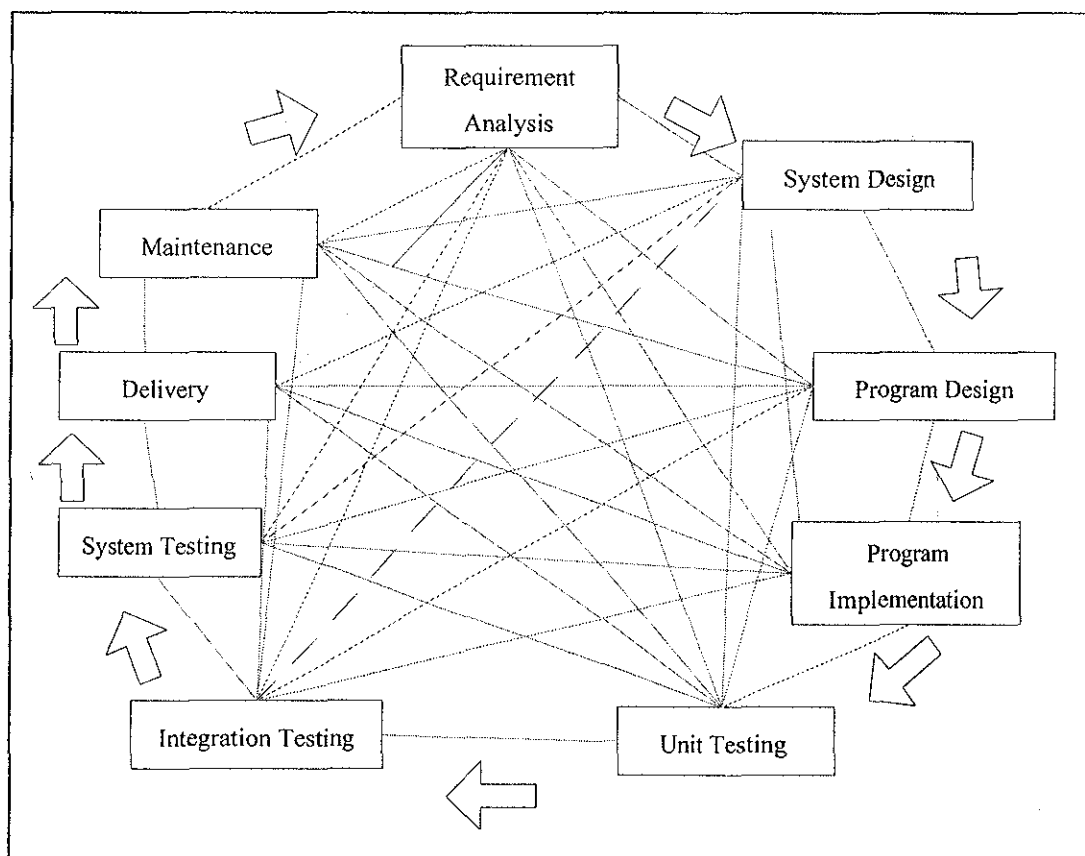 Requirement
Analysis
System Design
Maintenance
Delivery
Program Design
System Testing
Program
Implementation
Integration Testing
Unit Testing